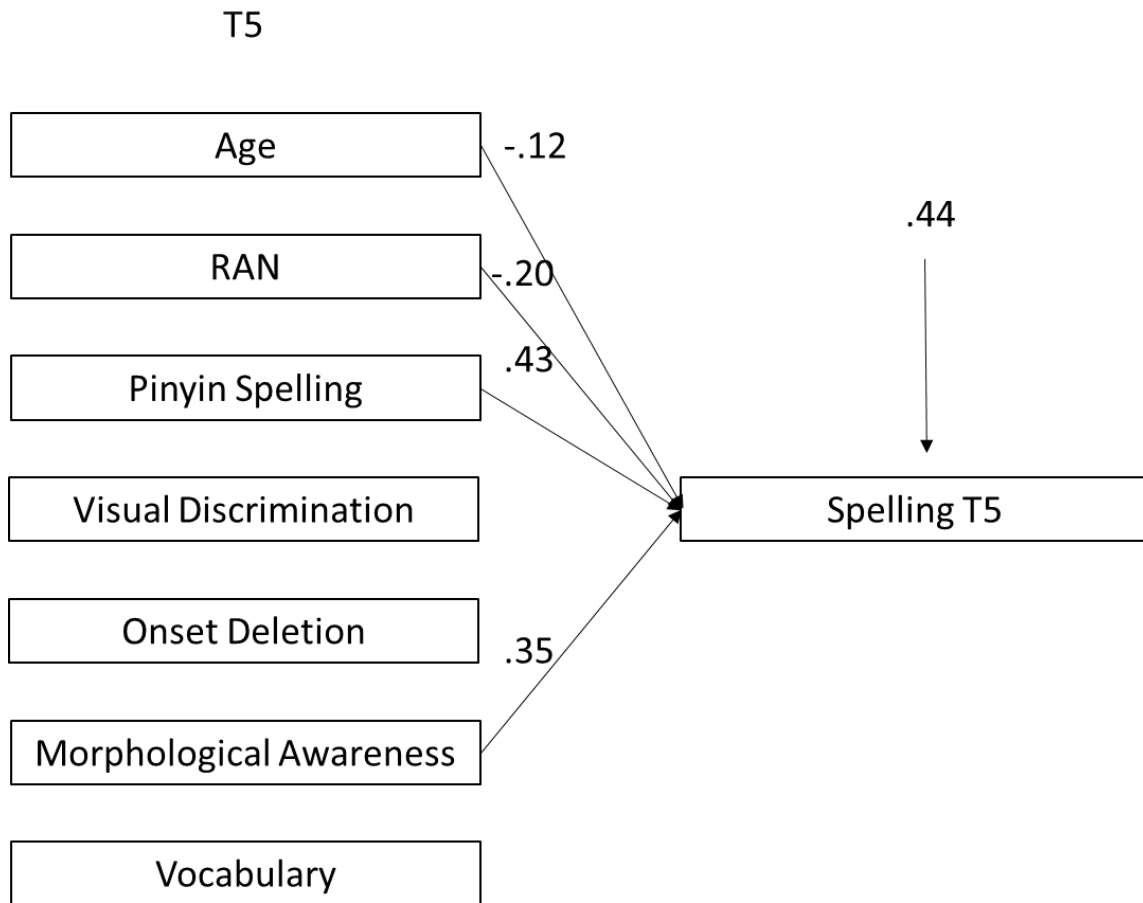 T5
Age
-.12
.44
RAN
-.20
.43
Pinyin Spelling
Visual Discrimination
Spelling T5
Onset Deletion
.35
Morphological Awareness
Vocabulary